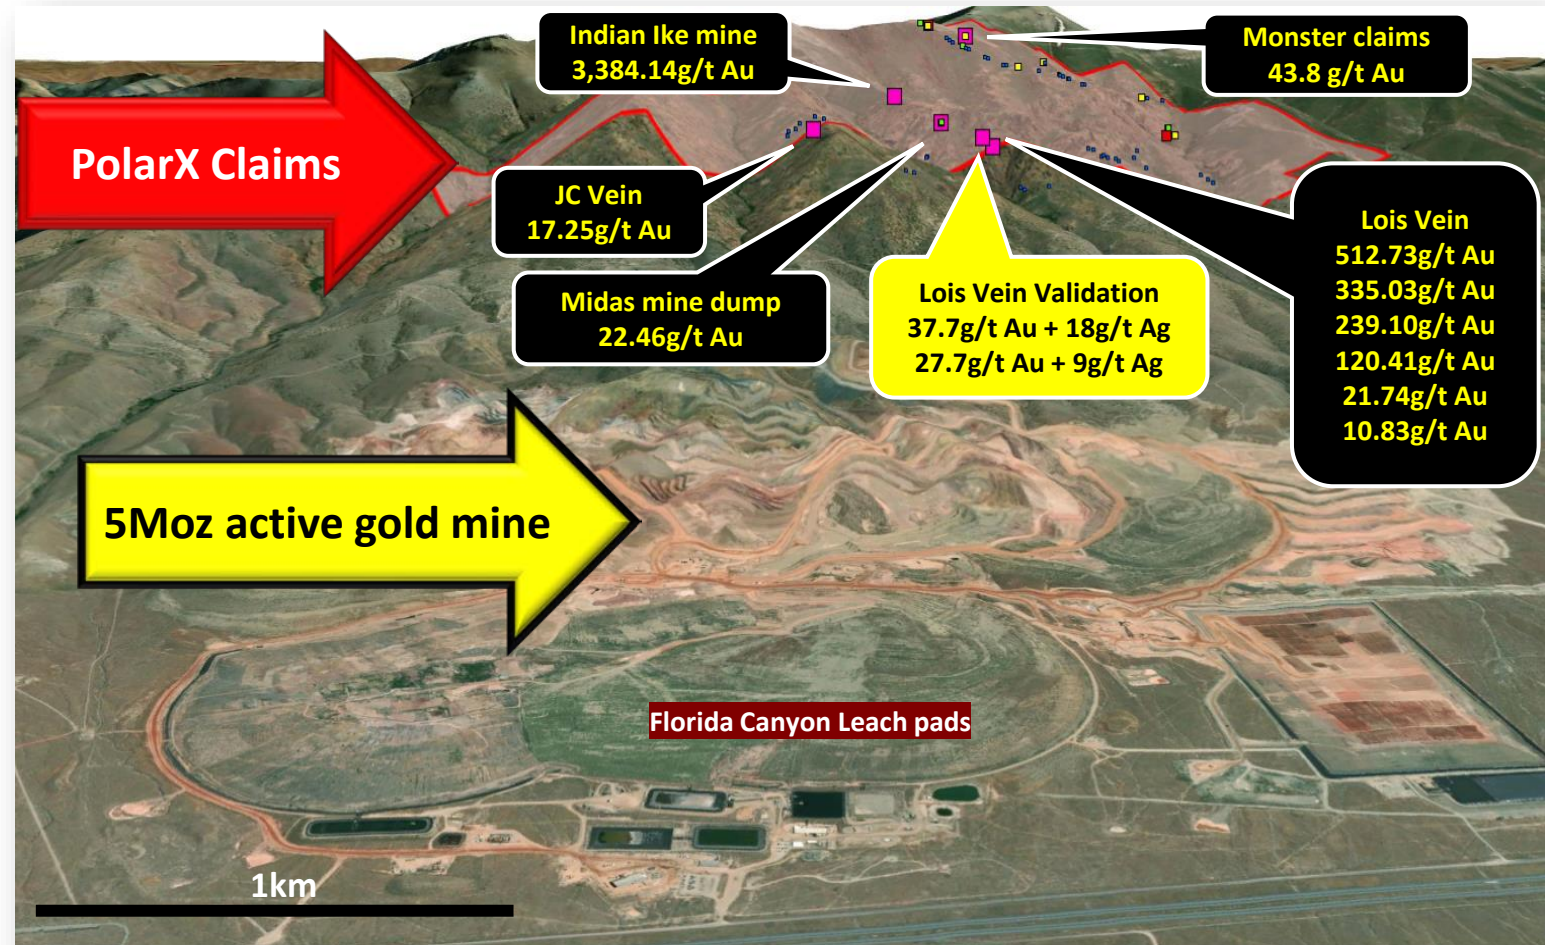 Indian Ike mine
3,384.14g/t Au
Monster claims
43.8 g/t Au
PolarX Claims
JC Vein
17.25g/t Au
Midas mine dump
22.46g/t Au
Lois Vein Validation
37.7g/t Au + 18g/t Ag
27.7g/t Au + 9g/t Ag
Lois Vein
512.73g/t Au
335.03g/t Au
239.10g/t Au
120.41g/t Au
21.74g/t Au
10.83g/t Au
5Moz active gold mine
Florida Canyon Leach pads
1km